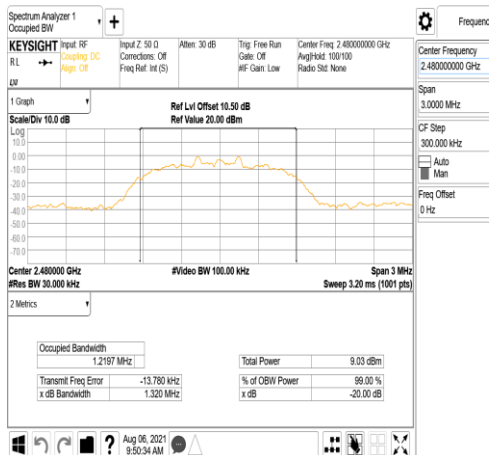 Spectrum Analyzer 1
Occupied BW
+
Frequenc
KEYSIGHT Input: RF Input Z: 50 Ω Atten: 30 dB Trig: Free Run Center Freq: 2.480000000 GHz
RL Coupling: DC Corrections: Off Gate: Off Avg|Hold: 100/100
Align: Off Freq Ref: Int (S) #IF Gain: Low Radio Std: None
Center Frequency
2.480000000 GHz
Span
3.0000 MHz
CF Step
300.000 kHz
Auto
Man
Freq Offset
0 Hz
1 Graph
Ref Lvl Offset 10.50 dB
Scale/Div 10.0 dB Ref Value 20.00 dBm
Log
10.0
0.00
-10.0
-20.0
-30.0
-40.0
-50.0
-60.0
-70.0
Center 2.480000 GHz #Video BW 100.00 kHz Span 3 MHz
#Res BW 30.000 kHz Sweep 3.20 ms (1001 pts)
2 Metrics
Occupied Bandwidth
1.2197 MHz Total Power 9.03 dBm
Transmit Freq Error -13.780 kHz % of OBW Power 99.00 %
x dB Bandwidth 1.320 MHz x dB -20.00 dB
? Aug 06, 2021
9:50:34 AM